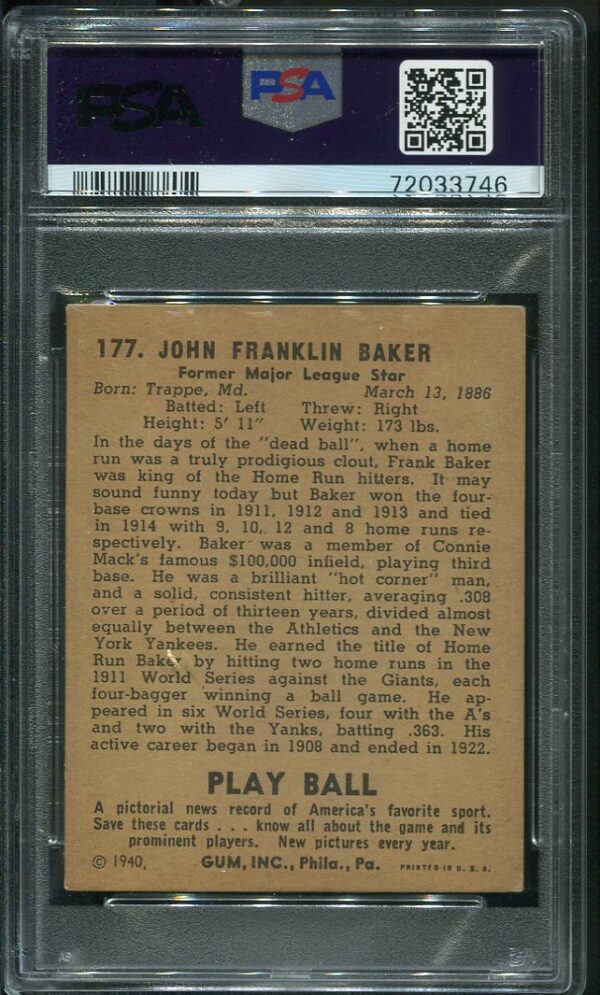 PSA
PSA
72033746
177. JOHN FRANKLIN BAKER
Former Major League Star
Born: Trappe, Md. March 13, 1886
Batted: Left Threw: Right
Height: 5' 11" Weight: 173 lbs.
In the days of the "dead ball", when a home
run was a truly prodigious clout, Frank Baker
was king of the Home Run hitters. It may
sound funny today but Baker won the four-
base crowns in 1911, 1912 and 1913 and tied
in 1914 with 9, 10, 12 and 8 home runs re-
spectively. Baker was a member of Connie
Mack's famous $100,000 infield, playing third
base. He was a brilliant "hot corner" man,
and a solid, consistent hitter, averaging .308
over a period of thirteen years, divided almost
equally between the Athletics and the New
York Yankees. He earned the title of Home
Run Baker by hitting two home runs in the
1911 World Series against the Giants, each
four-bagger winning a ball game. He ap-
peared in six World Series, four with the A's
and two with the Yanks, batting .363. His
active career began in 1908 and ended in 1922.
PLAY BALL
A pictorial news record of America's favorite sport.
Save these cards . . . know all about the game and its
prominent players. New pictures every year.
© 1940, GUM, INC., Phila., Pa. PRINTED IN U. S. A.
PSA